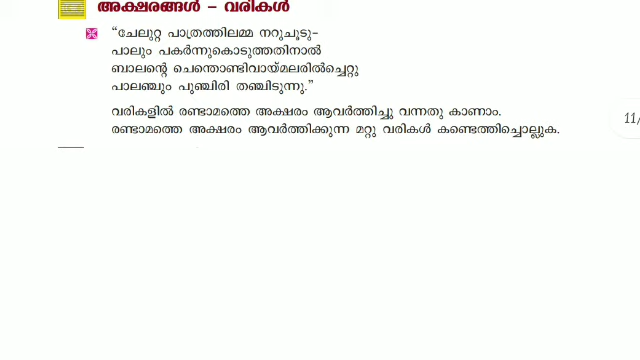 അക്ഷരങ്ങൾ – വരികൾ
“ചേലുറ്റ പാത്രത്തിലമ്മ നറുചൂടു-
പാലും പകർന്നുകൊടുത്തതിനാൽ
ബാലന്റെ ചെന്തൊണ്ടിവായ്മലരിൽച്ചെറ്റു
പാലഞ്ചും പുഞ്ചിരി തഞ്ചിടുന്നു.”
വരികളിൽ രണ്ടാമത്തെ അക്ഷരം ആവർത്തിച്ചു വന്നതു കാണാം.
രണ്ടാമത്തെ അക്ഷരം ആവർത്തിക്കുന്ന മറ്റു വരികൾ കണ്ടെത്തിച്ചൊല്ലുക.
11/